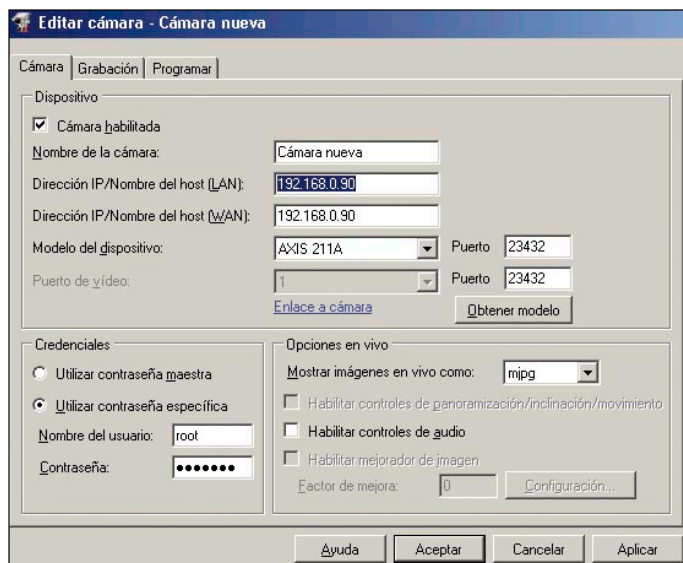 Editar cámara - Cámara nueva
Cámara Grabación Programar
Dispositivo
Cámara habilitada
Nombre de la cámara: Cámara nueva
Dirección IP/Nombre del host (LAN): 192.168.0.90
Dirección IP/Nombre del host (WAN): 192.168.0.90
Modelo del dispositivo: AXIS 211A Puerto 23432
Puerto de vídeo: 1 Puerto 23432
Enlace a cámara Obtener modelo
Credenciales
Utilizar contraseña maestra
Utilizar contraseña específica
Nombre del usuario: root
Contraseña: •••••••
Opciones en vivo
Mostrar imágenes en vivo como: mjpg
Habilitar controles de panoramización/inclinación/movimiento
Habilitar controles de audio
Habilitar mejorador de imagen
Factor de mejora: 0 Configuración...
Ayuda Aceptar Cancelar Aplicar